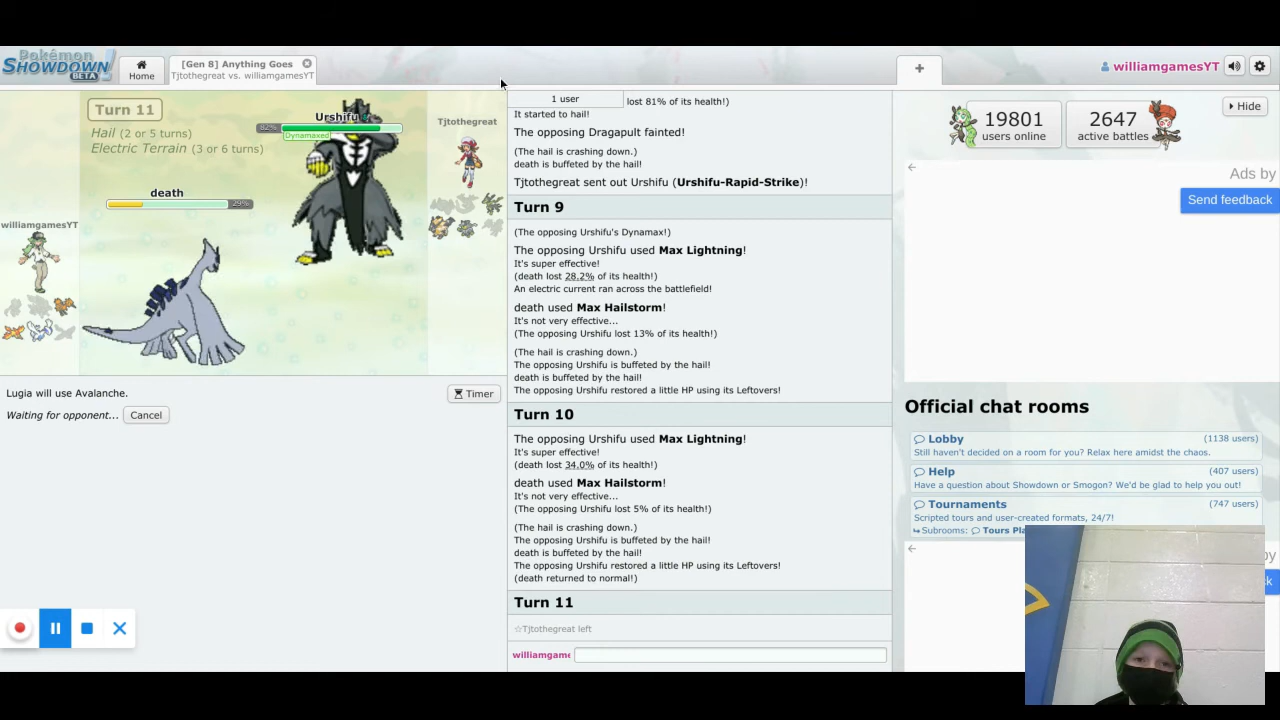 Pokémon
SHOWDOWN!
BETA
Home
[Gen 8] Anything Goes
Tjtothegreat vs. williamgamesYT
+
williamgamesYT
Turn 11
Hail (2 or 5 turns)
Electric Terrain (3 or 6 turns)
Urshifu
82%
Dynamaxed
Tjtothegreat
death
29%
williamgamesYT
Lugia will use Avalanche.
Timer
Waiting for opponent...
Cancel
1 user
lost 81% of its health!)
It started to hail!
The opposing Dragapult fainted!
(The hail is crashing down.)
death is buffeted by the hail!
Tjtothegreat sent out Urshifu (Urshifu-Rapid-Strike)!
Turn 9
(The opposing Urshifu's Dynamax!)
The opposing Urshifu used Max Lightning!
It's super effective!
(death lost 28.2% of its health!)
An electric current ran across the battlefield!
death used Max Hailstorm!
It's not very effective...
(The opposing Urshifu lost 13% of its health!)
(The hail is crashing down.)
The opposing Urshifu is buffeted by the hail!
death is buffeted by the hail!
The opposing Urshifu restored a little HP using its Leftovers!
Turn 10
The opposing Urshifu used Max Lightning!
It's super effective!
(death lost 34.0% of its health!)
death used Max Hailstorm!
It's not very effective...
(The opposing Urshifu lost 5% of its health!)
(The hail is crashing down.)
The opposing Urshifu is buffeted by the hail!
death is buffeted by the hail!
The opposing Urshifu restored a little HP using its Leftovers!
(death returned to normal!)
Turn 11
☆Tjtothegreat left
williamgame
19801
users online
2647
active battles
Hide
Ads by
Send feedback
Official chat rooms
Lobby
(1138 users)
Still haven't decided on a room for you? Relax here amidst the chaos.
Help
(407 users)
Have a question about Showdown or Smogon? We'd be glad to help you out!
Tournaments
(747 users)
Scripted tours and user-created formats, 24/7!
Subrooms: Tours Pla
by
k